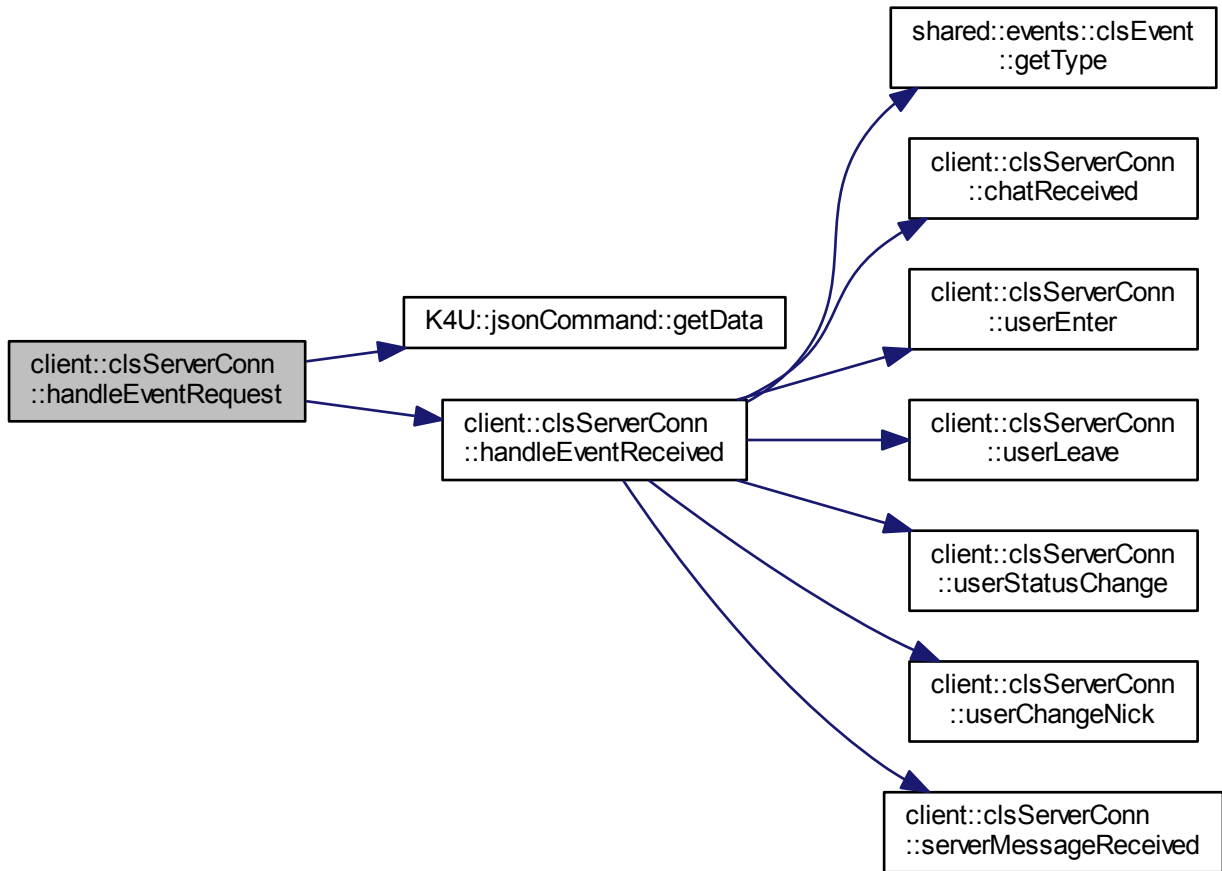 shared::events::clsEvent
::getType
client::clsServerConn
::chatReceived
client::clsServerConn
::userEnter
K4U::jsonCommand::getData
client::clsServerConn
::handleEventRequest
client::clsServerConn
::handleEventReceived
client::clsServerConn
::userLeave
client::clsServerConn
::userStatusChange
client::clsServerConn
::userChangeNick
client::clsServerConn
::serverMessageReceived